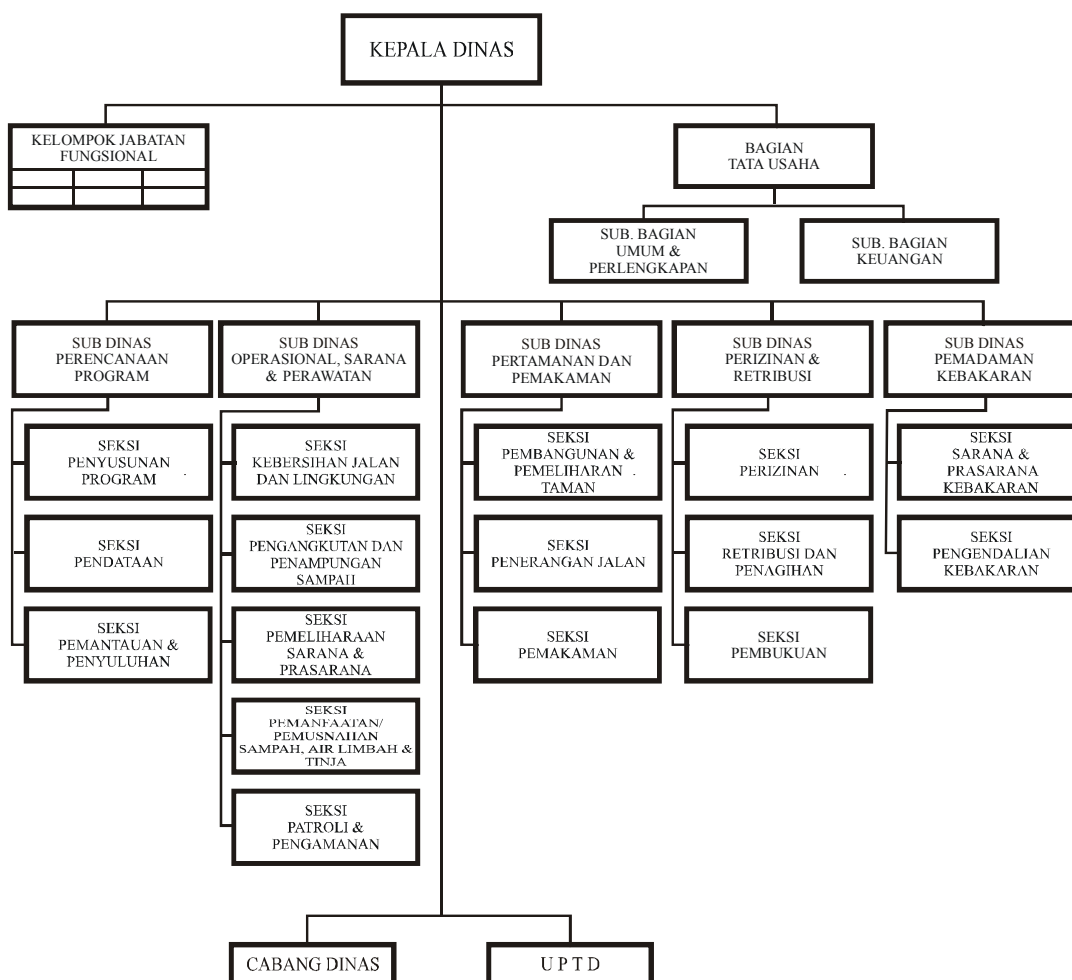 KEPALA DINAS
KELOMPOK JABATAN
FUNGSIONAL
BAGIAN
TATA USAHA
SUB. BAGIAN
UMUM &
PERLENGKAPAN
SUB. BAGIAN
KEUANGAN
SUB DINAS
PERENCANAAN
PROGRAM
SUB DINAS
OPERASIONAL, SARANA
& PERAWATAN
SUB DINAS
PERTAMANAN DAN
PEMAKAMAN
SUB DINAS
PERIZINAN &
RETRIBUSI
SUB DINAS
PEMADAMAN
KEBAKARAN
SEKSI
PENYUSUNAN
PROGRAM
SEKSI
PENDATAAN
SEKSI
PEMANTAUAN &
PENYULUHAN
SEKSI
KEBERSIHAN JALAN
DAN LINGKUNGAN
SEKSI
PENGANGKUTAN DAN
PENAMPUNGAN
SAMPAH
SEKSI
PEMELIHARAAN
SARANA &
PRASARANA
SEKSI
PEMANFAATAN/
PEMUSNAHAN
SAMPAH, AIR LIMBAH &
TINJA
SEKSI
PATROLI &
PENGAMANAN
SEKSI
PEMBANGUNAN &
PEMELIHARAN
TAMAN
SEKSI
PENERANGAN JALAN
SEKSI
PEMAKAMAN
SEKSI
PERIZINAN
SEKSI
RETRIBUSI DAN
PENAGIHAN
SEKSI
PEMBUKUAN
SEKSI
SARANA &
PRASARANA
KEBAKARAN
SEKSI
PENGENDALIAN
KEBAKARAN
CABANG DINAS
U P T D